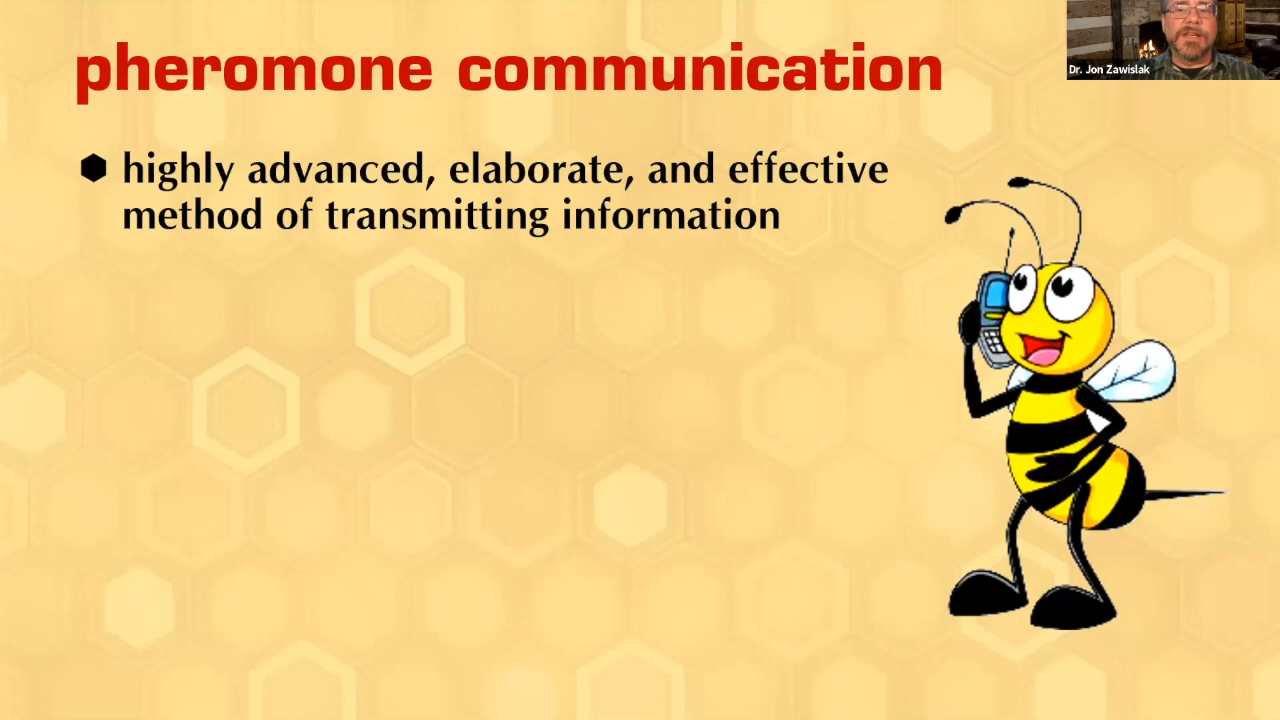 pheromone communication
Dr. Jon Zawislak
highly advanced, elaborate, and effective
method of transmitting information